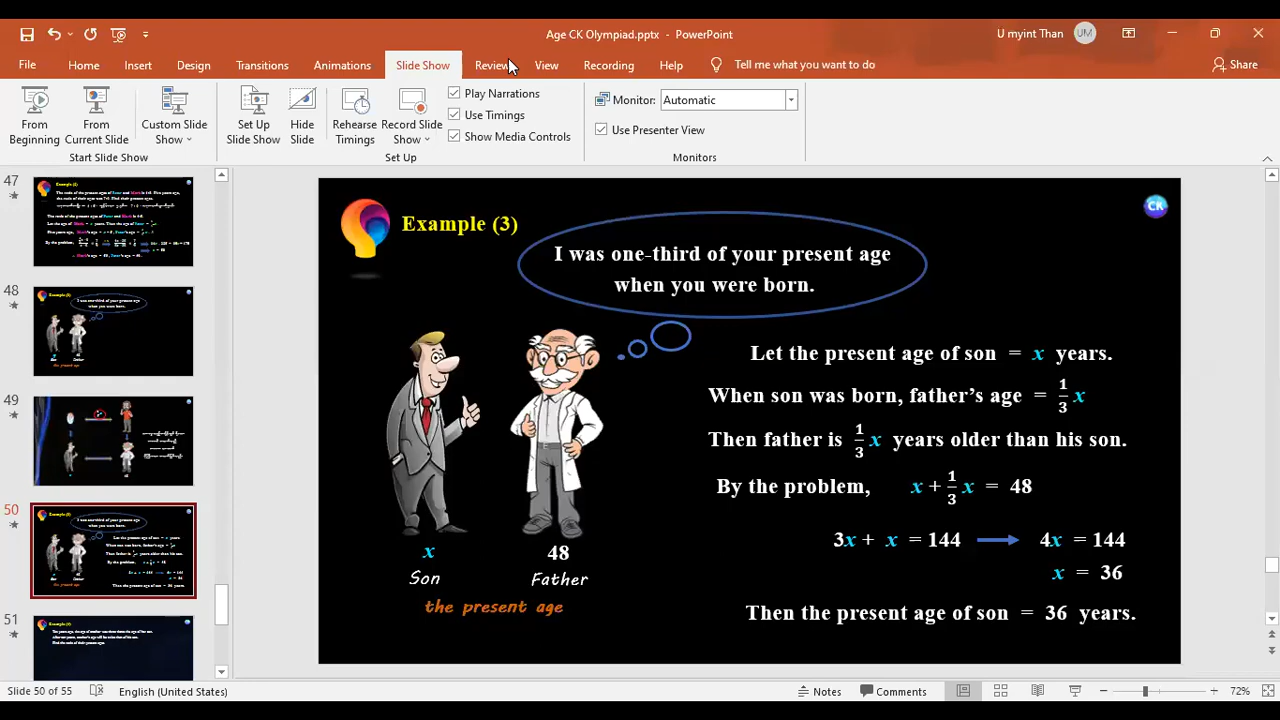 Age CK Olympiad.pptx - PowerPoint
U myint Than
UM
File
Home
Insert
Design
Transitions
Animations
Slide Show
Review
View
Recording
Help
Tell me what you want to do
Share
From Beginning
From Current Slide
Custom Slide Show
Start Slide Show
Set Up Slide Show
Hide Slide
Rehearse Timings
Record Slide Show
Play Narrations
Use Timings
Show Media Controls
Set Up
Monitor: Automatic
Use Presenter View
Monitors
47
48
49
50
51
Example (3)
CK
I was one-third of your present age
when you were born.
Let the present age of son = x years.
When son was born, father’s age = 1/3 x
Then father is 1/3 x years older than his son.
By the problem, x + 1/3 x = 48
3x + x = 144 → 4x = 144
x = 36
Then the present age of son = 36 years.
x
48
Son
Father
the present age
Slide 50 of 55
English (United States)
Notes
Comments
72%